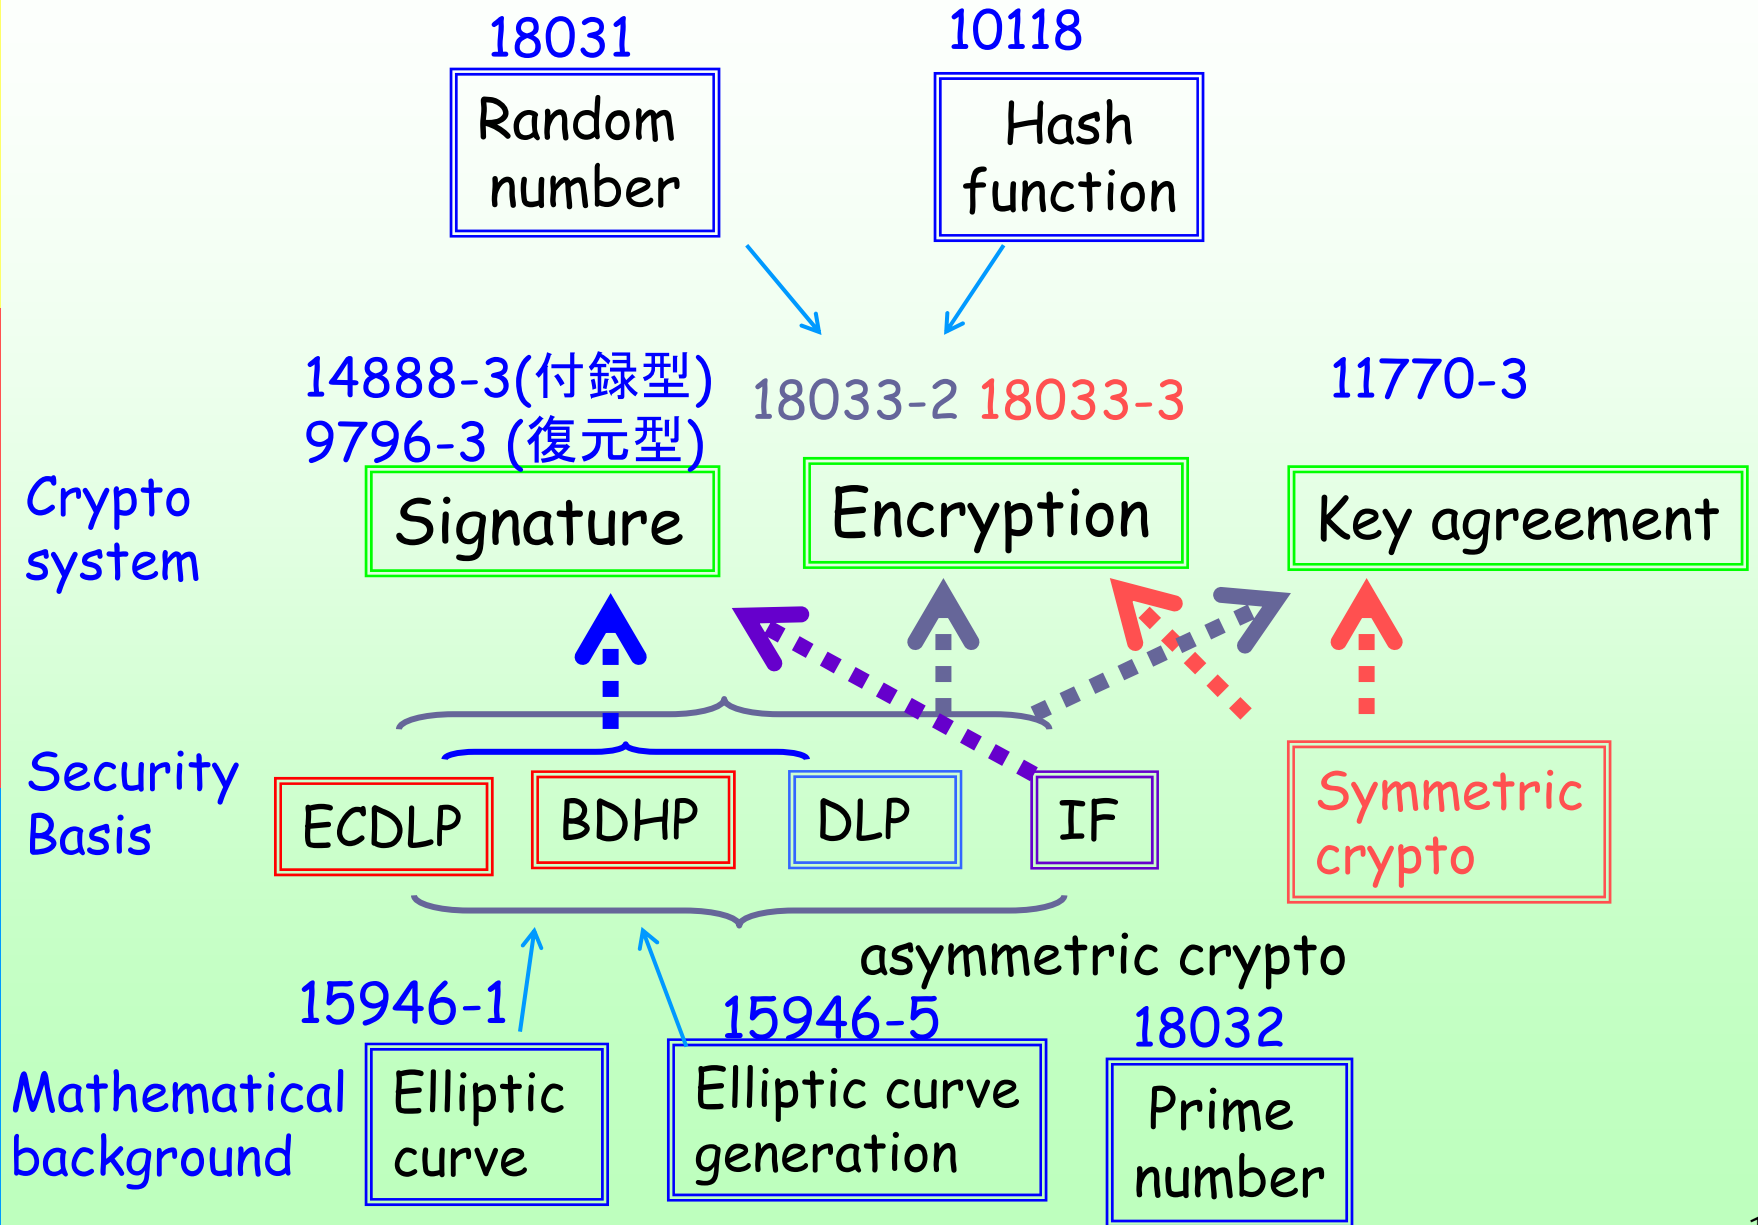 18031
10118
Random
number
Hash
function
14888-3(付録型)
9796-3 (復元型)
18033-2 18033-3
11770-3
Crypto
system
Signature
Encryption
Key agreement
Security
Basis
ECDLP
BDHP
DLP
IF
Symmetric
crypto
asymmetric crypto
15946-1
15946-5
18032
Mathematical
background
Elliptic
curve
Elliptic curve
generation
Prime
number